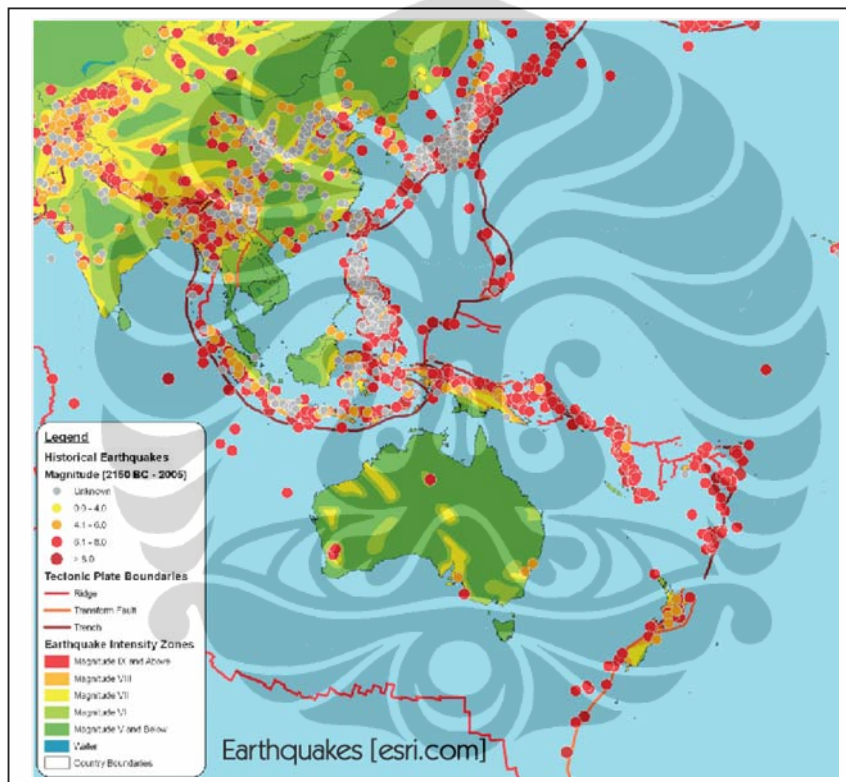 Legend
Historical Earthquakes
Magnitude [2150 BC - 2005]
Unknown
0.0 - 4.0
4.1 - 6.0
6.1 - 8.0
> 8.0
Tectonic Plate Boundaries
Ridge
Transform Fault
Trench
Earthquake Intensity Zones
Magnitude IX and Above
Magnitude VIII
Magnitude VII
Magnitude VI
Magnitude V and Below
Water
Country Boundaries
Earthquakes [esri.com]